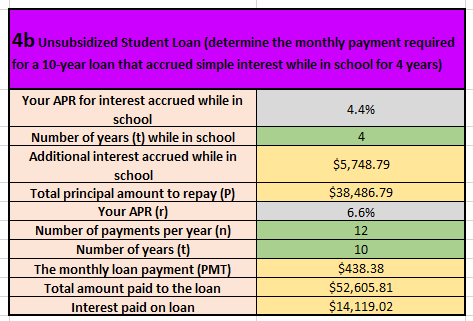 4b Unsubsidized Student Loan (determine the monthly payment required
for a 10-year loan that accrued simple interest while in school for 4 years)
Your APR for interest accrued while in
school
4.4%
Number of years (t) while in school
4
Additional interest accrued while in
school
$5,748.79
Total principal amount to repay (P)
$38,486.79
Your APR (r)
6.6%
Number of payments per year (n)
12
Number of years (t)
10
The monthly loan payment (PMT)
$438.38
Total amount paid to the loan
$52,605.81
Interest paid on loan
$14,119.02